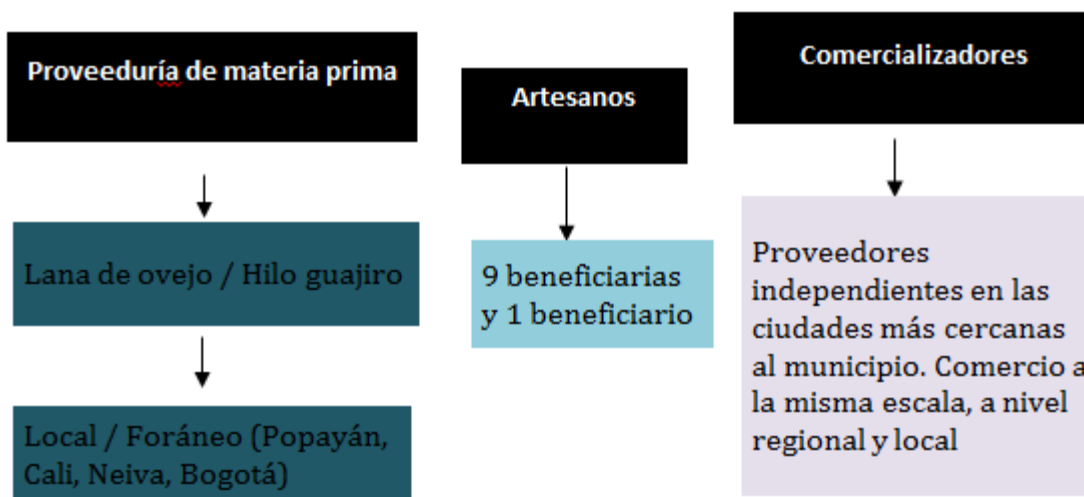 Proveeduría de materia prima
Lana de ovejo / Hilo guajiro
Local / Foráneo (Popayán,
Cali, Neiva, Bogotá)
Artesanos
9 beneficiarias
y 1 beneficiario
Comercializadores
Proveedores
independientes en las
ciudades más cercanas
al municipio. Comercio a
la misma escala, a nivel
regional y local